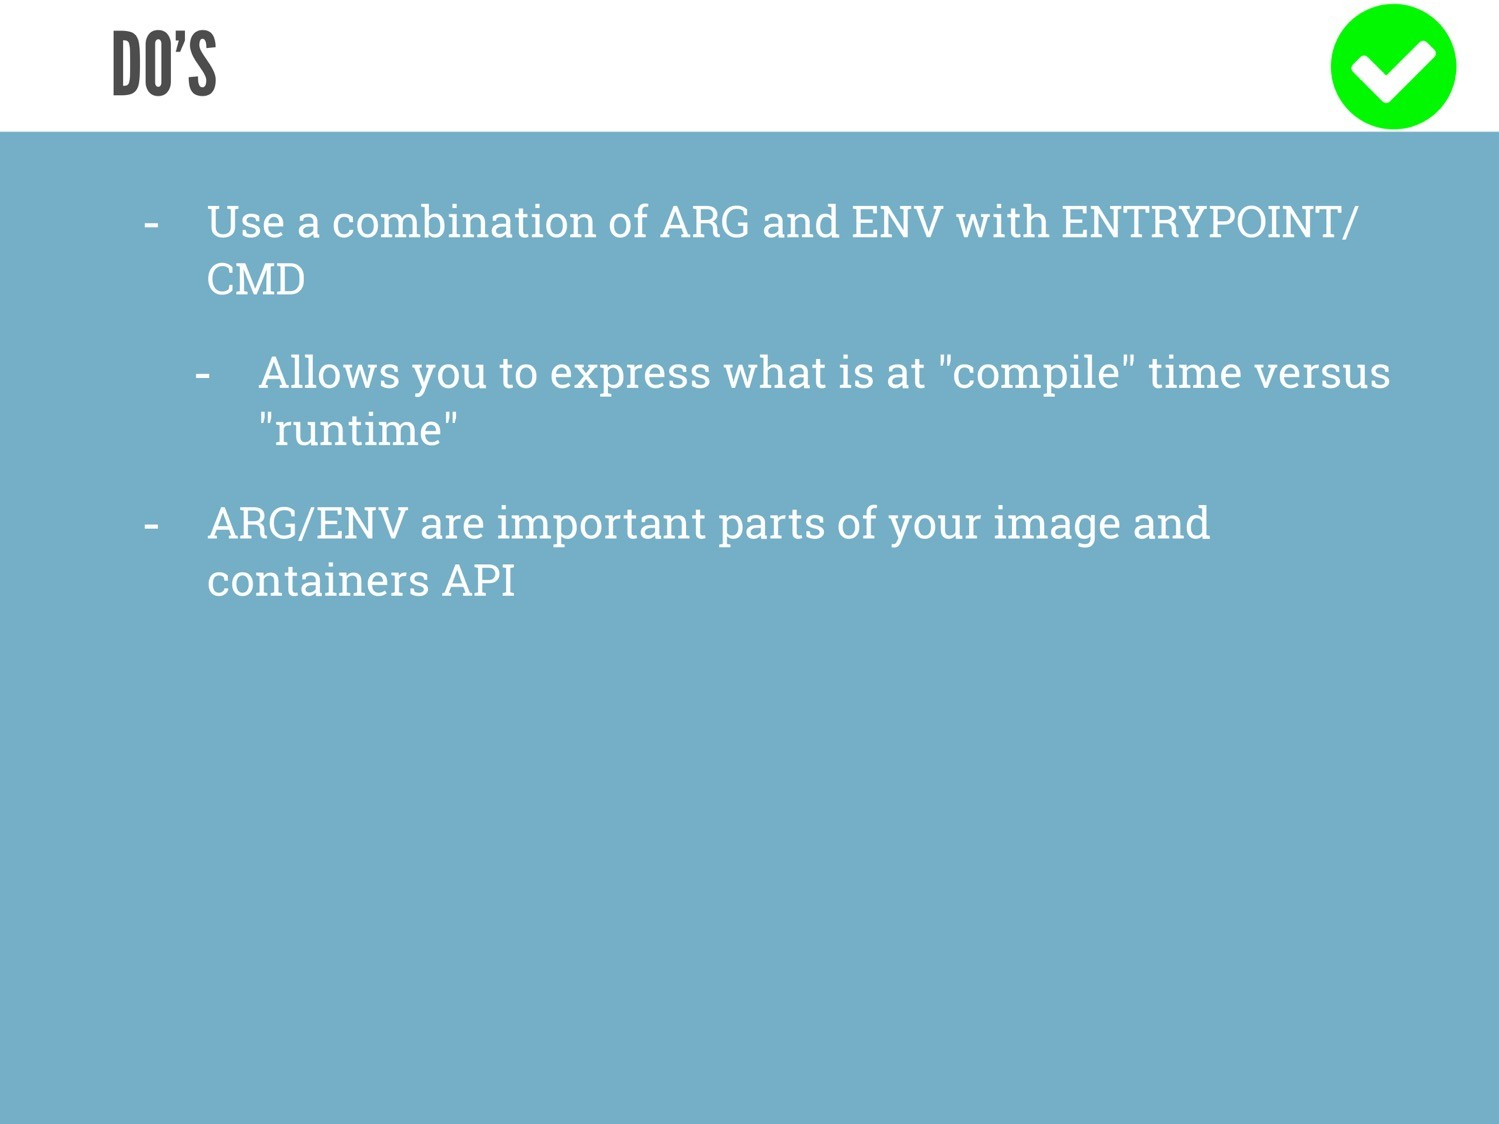 DO’S
- Use a combination of ARG and ENV with ENTRYPOINT/
CMD
- Allows you to express what is at "compile" time versus
"runtime"
- ARG/ENV are important parts of your image and
containers API